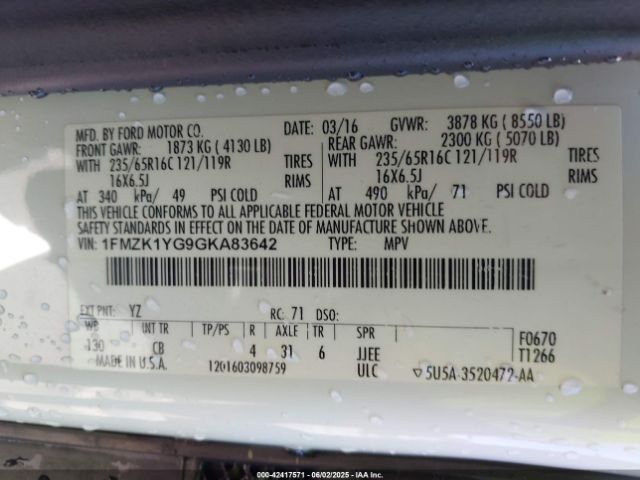 MFD. BY FORD MOTOR CO. DATE: 03/16 GVWR: 3878 KG ( 8550 LB)
FRONT GAWR: 1873 KG ( 4130 LB) REAR GAWR: 2300 KG ( 5070 LB)
WITH 235/65R16C 121/119R TIRES WITH 235/65R16C 121/119R TIRES
16X6.5J RIMS 16X6.5J RIMS
AT 340 kPa/ 49 PSI COLD AT 490 kPa/ 71 PSI COLD
THIS VEHICLE CONFORMS TO ALL APPLICABLE FEDERAL MOTOR VEHICLE
SAFETY STANDARDS IN EFFECT ON THE DATE OF MANUFACTURE SHOWN ABOVE.
VIN: 1FMZK1YG9GKA83642 TYPE: MPV
EXT PNT: YZ RC: 71 DSO:
WB INT TR TP/PS R AXLE TR SPR F0670
130 CB 4 31 6 JJEE T1266
MADE IN U.S.A. 1201603098759 ULC ▽5U5A-3520472-AA
000-42417571 - 06/02/2025 - IAA Inc.